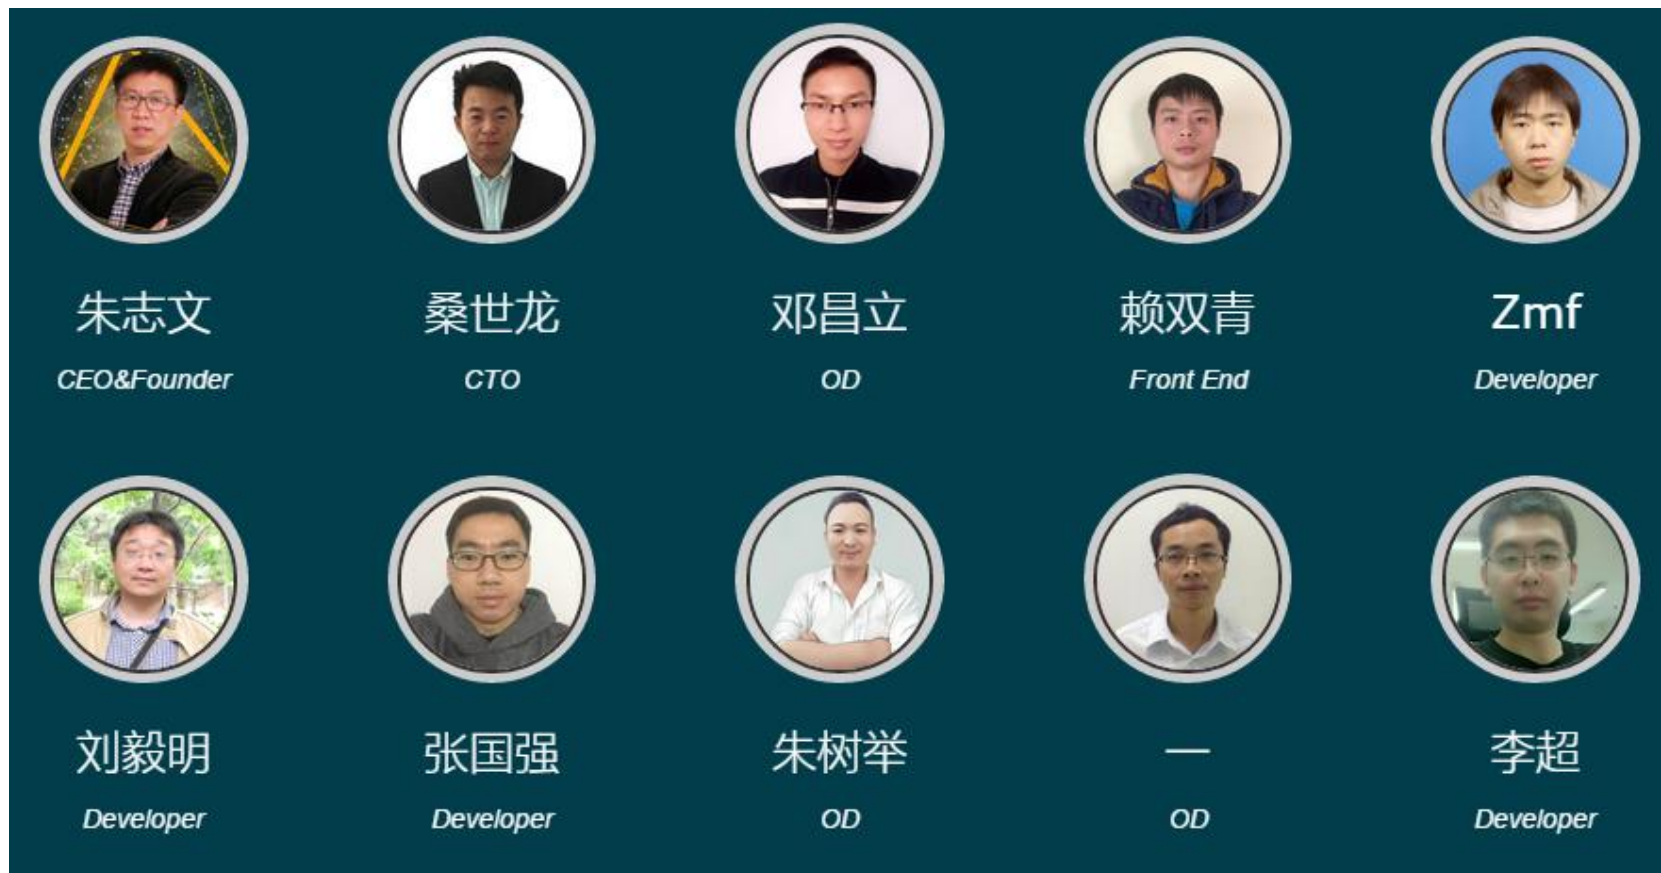 朱志文 桑世龙 邓昌立 赖双青 Zmf
CEO&Founder CTO OD Front End Developer
刘毅明 张国强 朱树举 一 李超
Developer Developer OD OD Developer